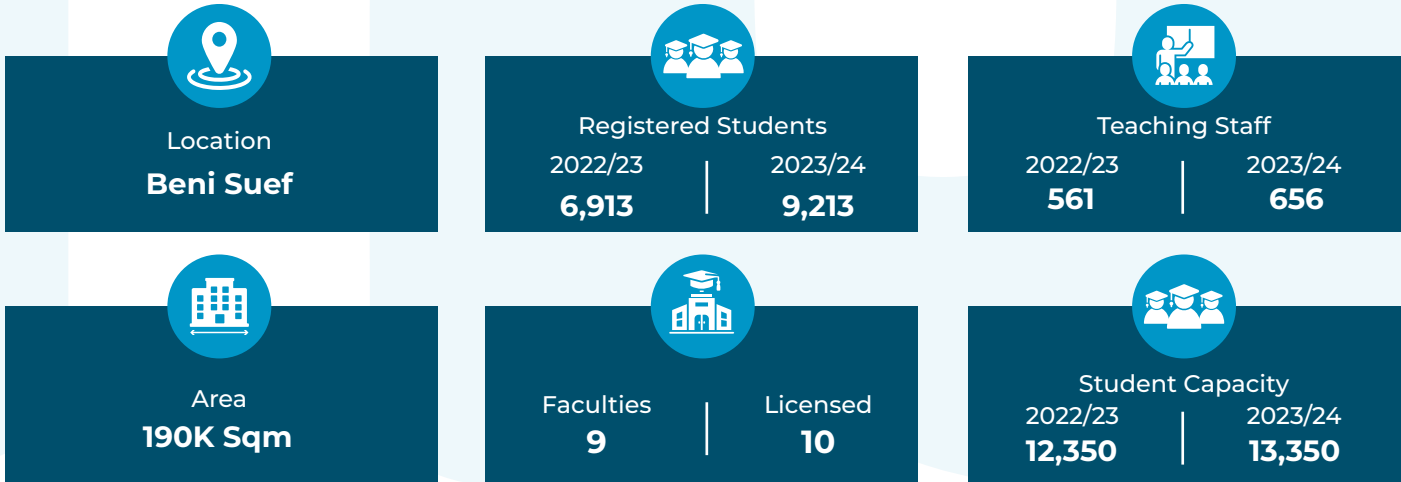 Location
Beni Suef
Registered Students
2022/23
2023/24
6,913
9,213
Teaching Staff
2022/23
2023/24
561
656
Area
190K Sqm
Faculties
Licensed
9
10
Student Capacity
2022/23
2023/24
12,350
13,350